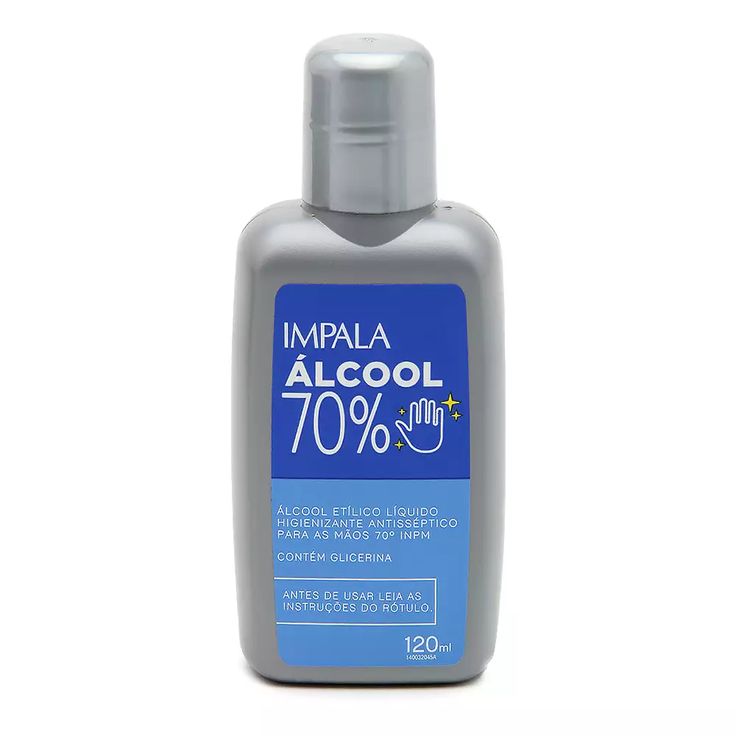 IMPALA
ÁLCOOL
70%
ÁLCOOL ETÍLICO LÍQUIDO
HIGIENIZANTE ANTISSÉPTICO
PARA AS MÃOS 70º INPM
CONTÉM GLICERINA
ANTES DE USAR LEIA AS
INSTRUÇÕES DO RÓTULO.
120ml
140032045A